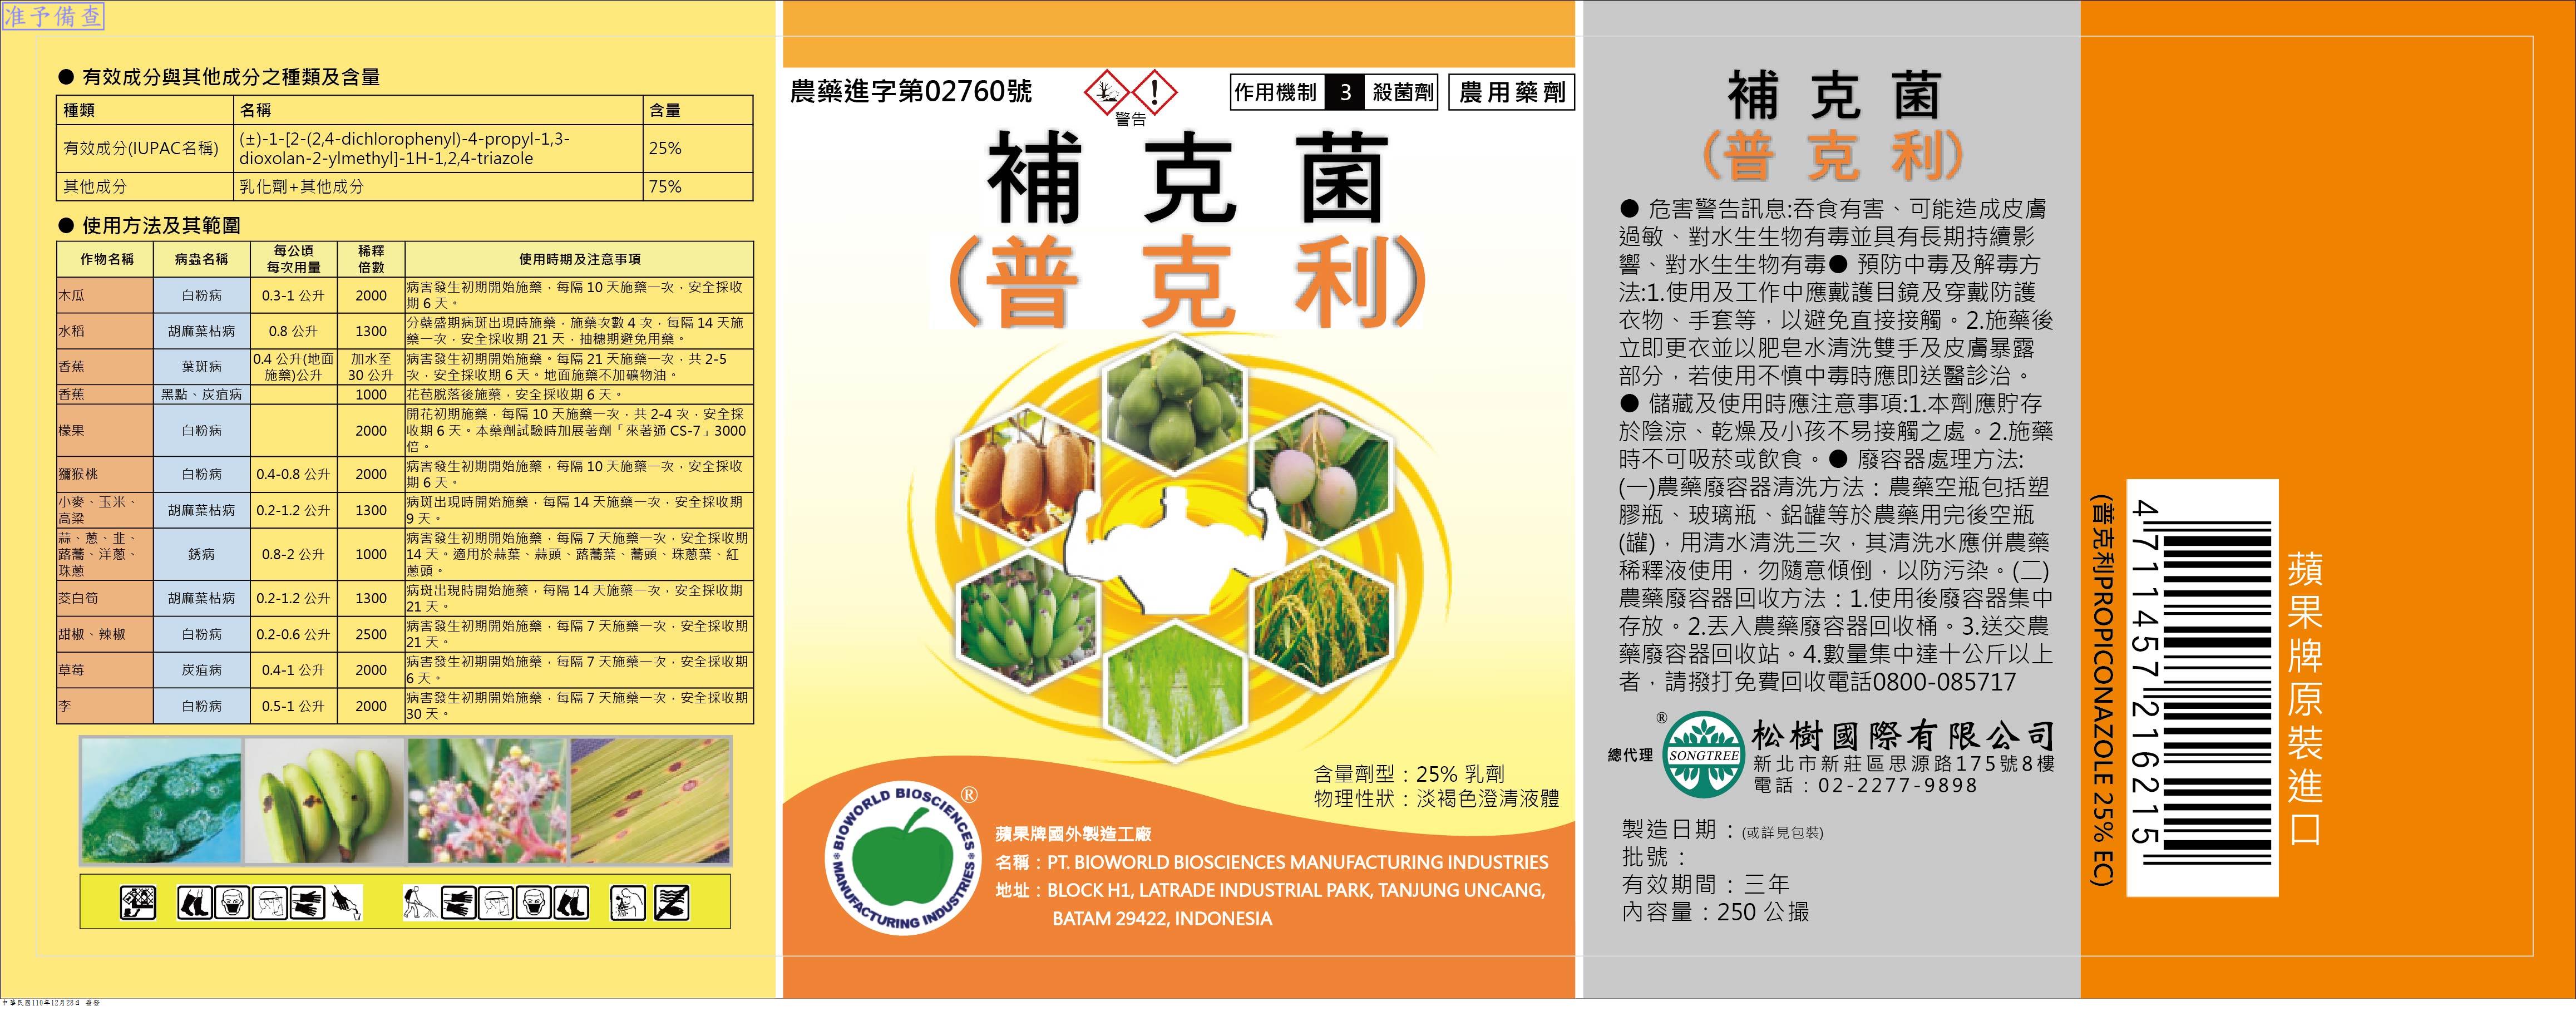 准予備查
● 有效成分與其他成分之種類及含量
種類 名稱 含量
有效成分(IUPAC名稱) (±)-1-[2-(2,4-dichlorophenyl)-4-propyl-1,3-
dioxolan-2-ylmethyl]-1H-1,2,4-triazole 25%
其他成分 乳化劑+其他成分 75%
● 使用方法及其範圍
作物名稱 病蟲名稱 每公頃
每次用量 稀釋
倍數 使用時期及注意事項
木瓜 白粉病 0.3-1 公升 2000 病害發生初期開始施藥，每隔 10 天施藥一次，安全採收
期 6 天。
水稻 胡麻葉枯病 0.8 公升 1300 分蘗盛期病斑出現時施藥，施藥次數 4 次，每隔 14 天施
藥一次，安全採收期 21 天，抽穗期避免用藥。
香蕉 葉斑病 0.4 公升(地面
施藥)公升 加水至
30 公升 病害發生初期開始施藥。每隔 21 天施藥一次，共 2-5
次，安全採收期 6 天。地面施藥不加礦物油。
香蕉 黑點、炭疽病 1000 花苞脫落後施藥，安全採收期 6 天。
檬果 白粉病 2000 開花初期施藥，每隔 10 天施藥一次，共 2-4 次，安全採
收期 6 天。本藥劑試驗時加展著劑「來著通 CS-7」3000
倍。
獼猴桃 白粉病 0.4-0.8 公升 2000 病害發生初期開始施藥，每隔 10 天施藥一次，安全採收
期 6 天。
小麥、玉米、
高粱 胡麻葉枯病 0.2-1.2 公升 1300 病斑出現時開始施藥，每隔 14 天施藥一次，安全採收期
9 天。
蒜、蔥、韭、
蕗蕎、洋蔥、
珠蔥 銹病 0.8-2 公升 1000 病害發生初期開始施藥，每隔 7 天施藥一次，安全採收期
14 天。適用於蒜葉、蒜頭、蕗蕎葉、蕎頭、珠蔥葉、紅
蔥頭。
茭白筍 胡麻葉枯病 0.2-1.2 公升 1300 病斑出現時開始施藥，每隔 14 天施藥一次，安全採收期
21 天。
甜椒、辣椒 白粉病 0.2-0.6 公升 2500 病害發生初期開始施藥，每隔 7 天施藥一次，安全採收期
21 天。
草莓 炭疽病 0.4-1 公升 2000 病害發生初期開始施藥，每隔 7 天施藥一次，安全採收期
6 天。
李 白粉病 0.5-1 公升 2000 病害發生初期開始施藥，每隔 7 天施藥一次，安全採收期
30 天。
中華民國110年12月28日 簽發
農藥進字第02760號
警告
作用機制 3 殺菌劑 農用藥劑
補克菌
(普克利)
含量劑型：25% 乳劑
物理性狀：淡褐色澄清液體
BIOWORLD BIOSCIENCES MANUFACTURING INDUSTRIES ®
蘋果牌國外製造工廠
名稱：PT. BIOWORLD BIOSCIENCES MANUFACTURING INDUSTRIES
地址：BLOCK H1, LATRADE INDUSTRIAL PARK, TANJUNG UNCANG,
BATAM 29422, INDONESIA
補克菌
(普克利)
● 危害警告訊息:吞食有害、可能造成皮膚
過敏、對水生生物有毒並具有長期持續影
響、對水生生物有毒● 預防中毒及解毒方
法:1.使用及工作中應戴護目鏡及穿戴防護
衣物、手套等，以避免直接接觸。2.施藥後
立即更衣並以肥皂水清洗雙手及皮膚暴露
部分，若使用不慎中毒時應即送醫診治。
● 儲藏及使用時應注意事項:1.本劑應貯存
於陰涼、乾燥及小孩不易接觸之處。2.施藥
時不可吸菸或飲食。● 廢容器處理方法:
(一)農藥廢容器清洗方法：農藥空瓶包括塑
膠瓶、玻璃瓶、鋁罐等於農藥用完後空瓶
(罐)，用清水清洗三次，其清洗水應併農藥
稀釋液使用，勿隨意傾倒，以防污染。(二)
農藥廢容器回收方法：1.使用後廢容器集中
存放。2.丟入農藥廢容器回收桶。3.送交農
藥廢容器回收站。4.數量集中達十公斤以上
者，請撥打免費回收電話0800-085717
總代理 ® SONGTREE 松樹國際有限公司
新北市新莊區思源路175號8樓
電話：02-2277-9898
製造日期：(或詳見包裝)
批號：
有效期間：三年
內容量：250 公撮
(普克利PROPICONAZOLE 25% EC)
4711457216215
蘋果牌原裝進口